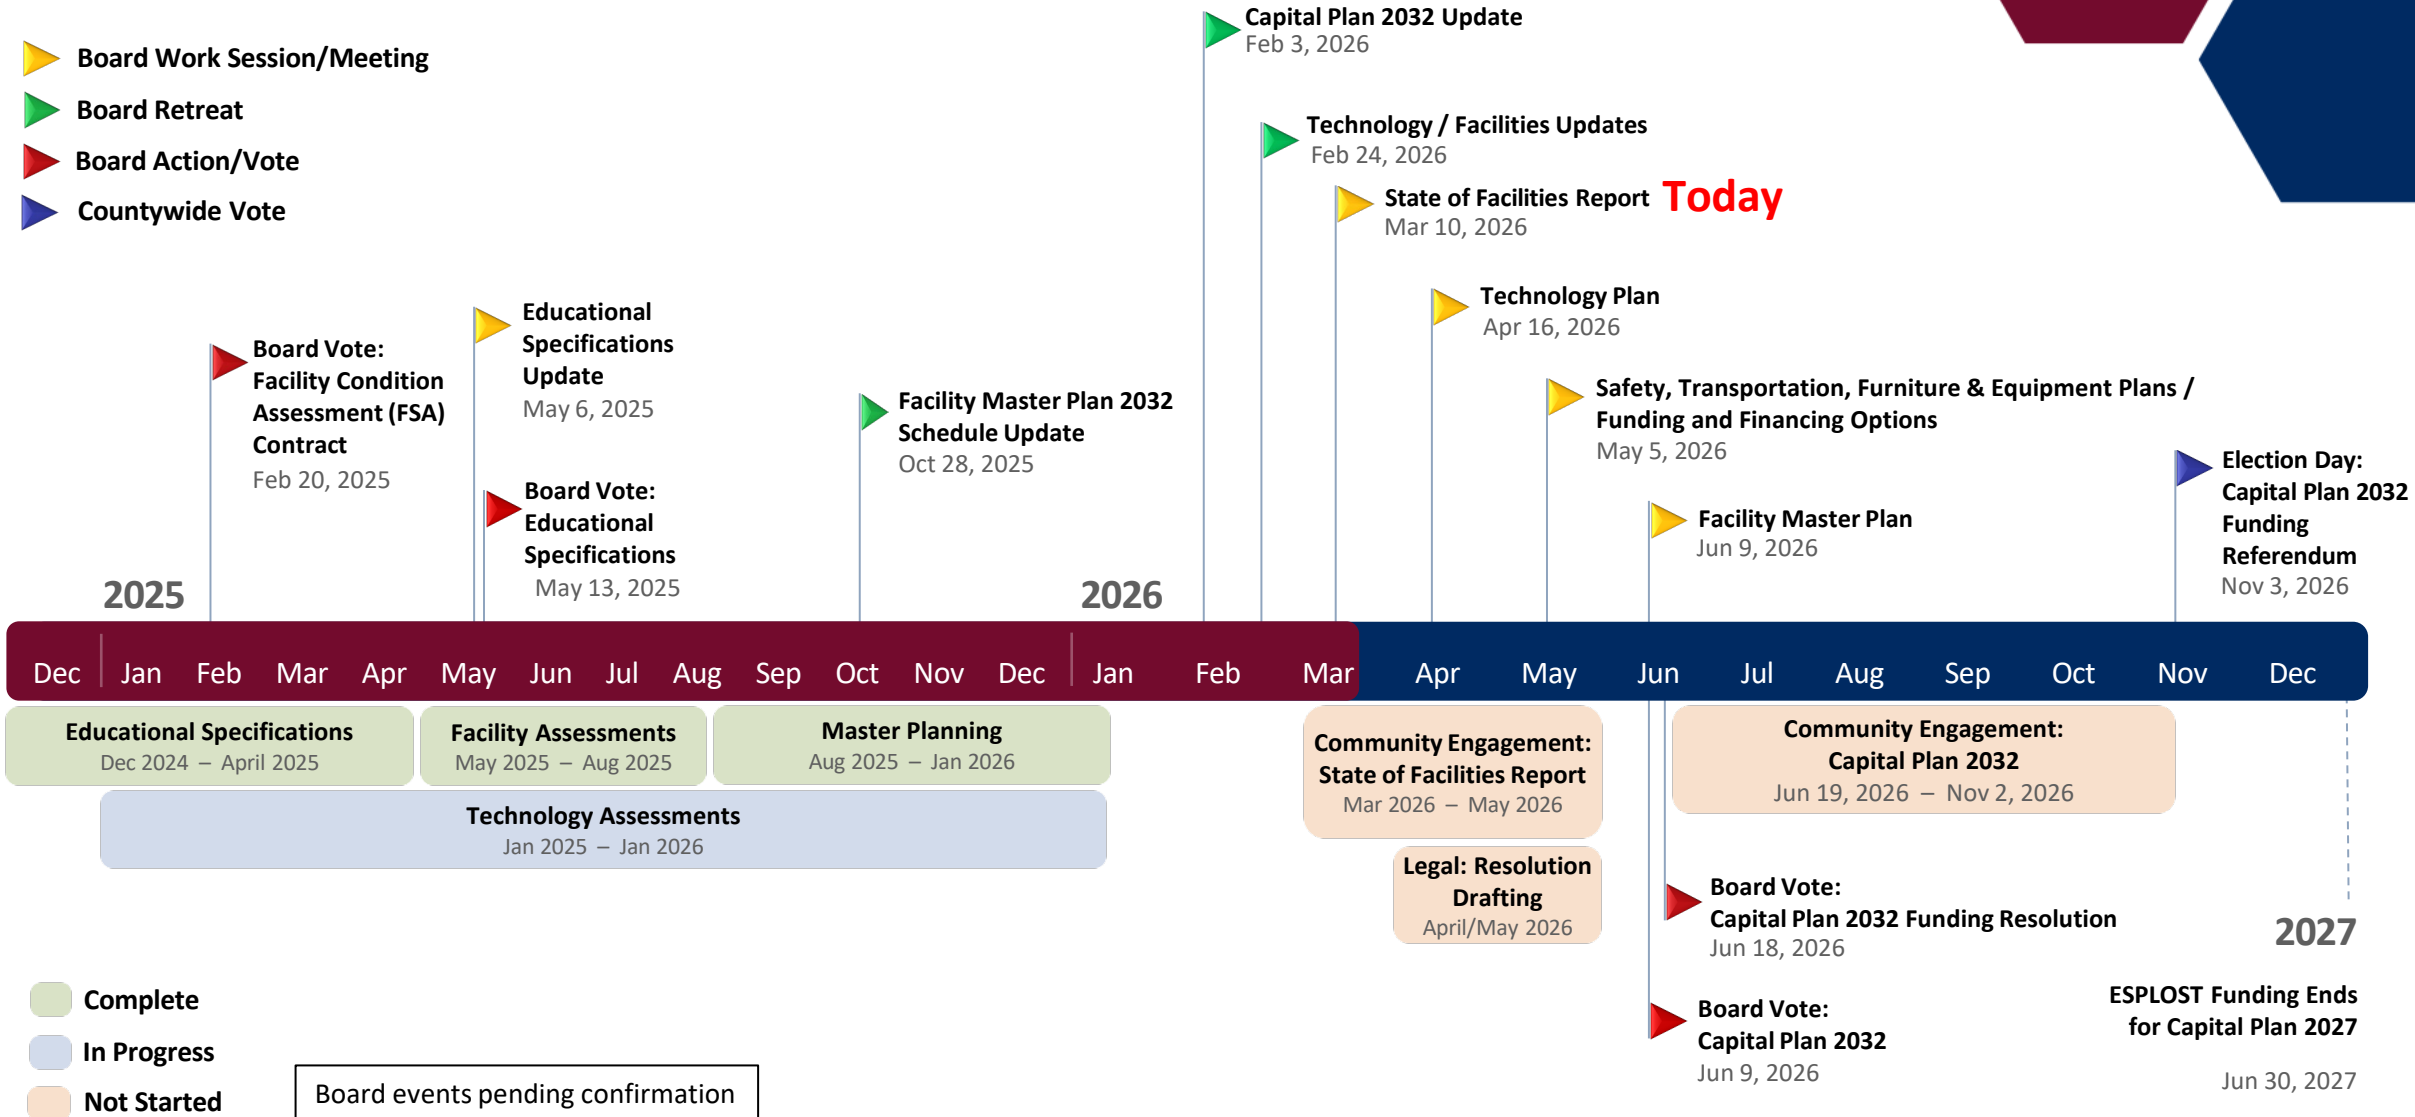 Board Work Session/Meeting
Board Retreat
Board Action/Vote
Countywide Vote
Capital Plan 2032 Update
Feb 3, 2026
Technology / Facilities Updates
Feb 24, 2026
State of Facilities Report Today
Mar 10, 2026
Technology Plan
Apr 16, 2026
Board Vote:
Facility Condition
Assessment (FSA)
Contract
Feb 20, 2025
Educational
Specifications
Update
May 6, 2025
Board Vote:
Educational
Specifications
May 13, 2025
Facility Master Plan 2032
Schedule Update
Oct 28, 2025
Safety, Transportation, Furniture & Equipment Plans /
Funding and Financing Options
May 5, 2026
Facility Master Plan
Jun 9, 2026
Election Day:
Capital Plan 2032
Funding
Referendum
Nov 3, 2026
2025
2026
Dec Jan Feb Mar Apr May Jun Jul Aug Sep Oct Nov Dec Jan Feb Mar Apr May Jun Jul Aug Sep Oct Nov Dec
Educational Specifications
Dec 2024 – April 2025
Facility Assessments
May 2025 – Aug 2025
Master Planning
Aug 2025 – Jan 2026
Technology Assessments
Jan 2025 – Jan 2026
Community Engagement:
State of Facilities Report
Mar 2026 – May 2026
Legal: Resolution
Drafting
April/May 2026
Community Engagement:
Capital Plan 2032
Jun 19, 2026 – Nov 2, 2026
Board Vote:
Capital Plan 2032 Funding Resolution
Jun 18, 2026
Board Vote:
Capital Plan 2032
Jun 9, 2026
2027
ESPLOST Funding Ends
for Capital Plan 2027
Jun 30, 2027
Complete
In Progress
Not Started
Board events pending confirmation